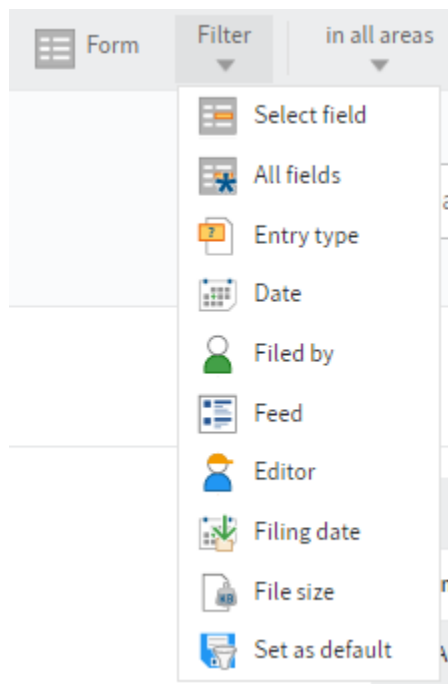 Form
Filter
in all areas
Select field
All fields
Entry type
Date
Filed by
Feed
Editor
Filing date
File size
Set as default